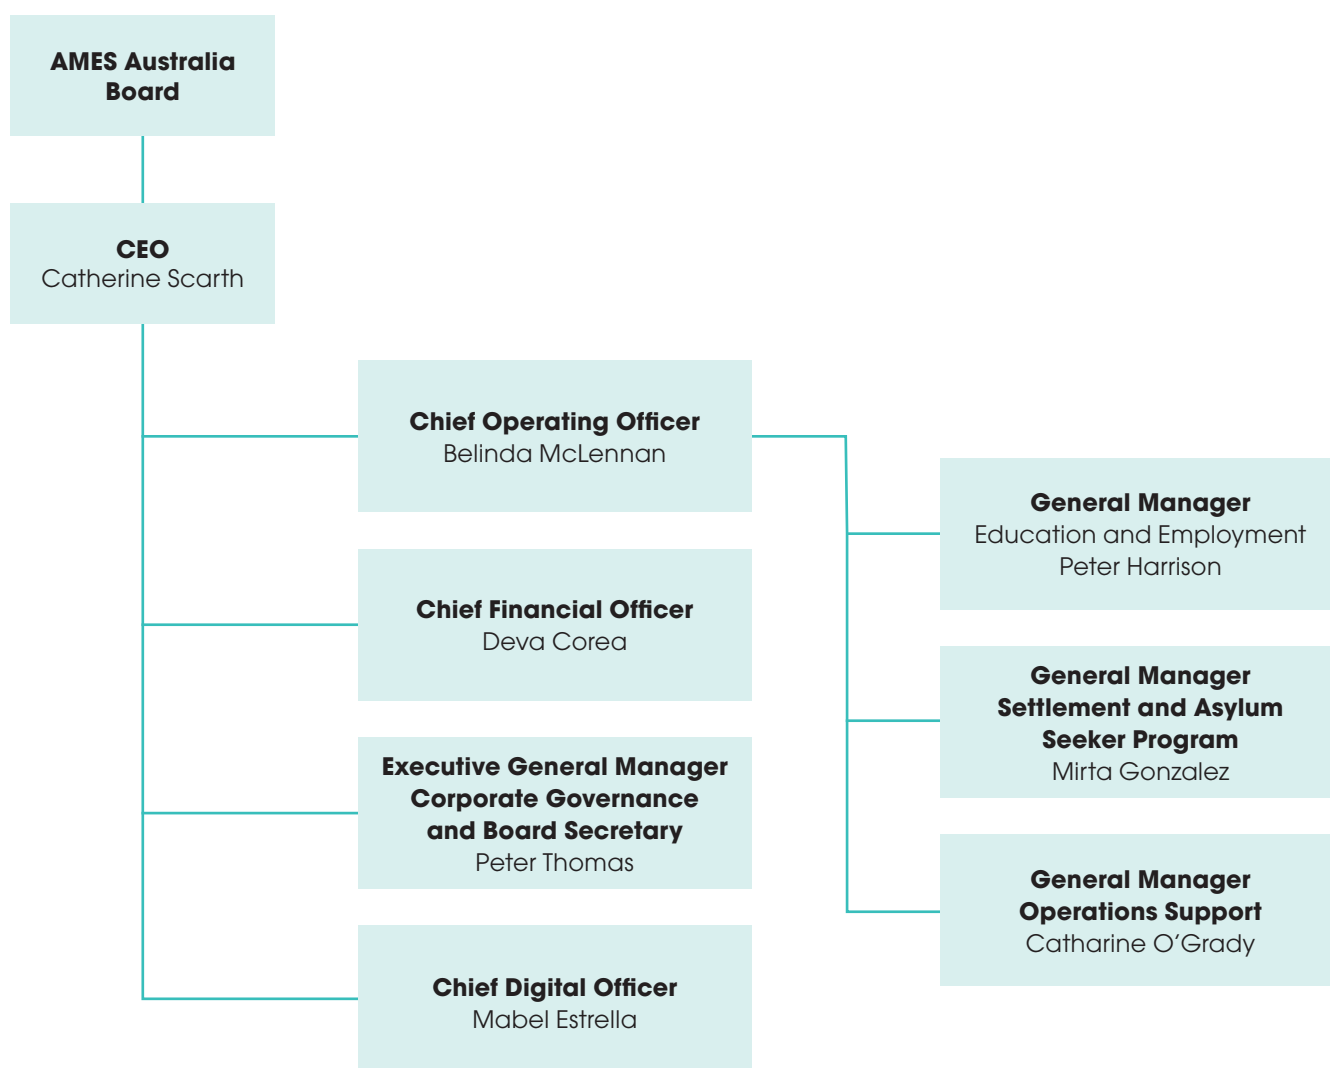 AMES Australia
Board
CEO
Catherine Scarth
Chief Operating Officer
Belinda McLennan
Chief Financial Officer
Deva Corea
Executive General Manager
Corporate Governance
and Board Secretary
Peter Thomas
Chief Digital Officer
Mabel Estrella
General Manager
Education and Employment
Peter Harrison
General Manager
Settlement and Asylum
Seeker Program
Mirta Gonzalez
General Manager
Operations Support
Catharine O’Grady